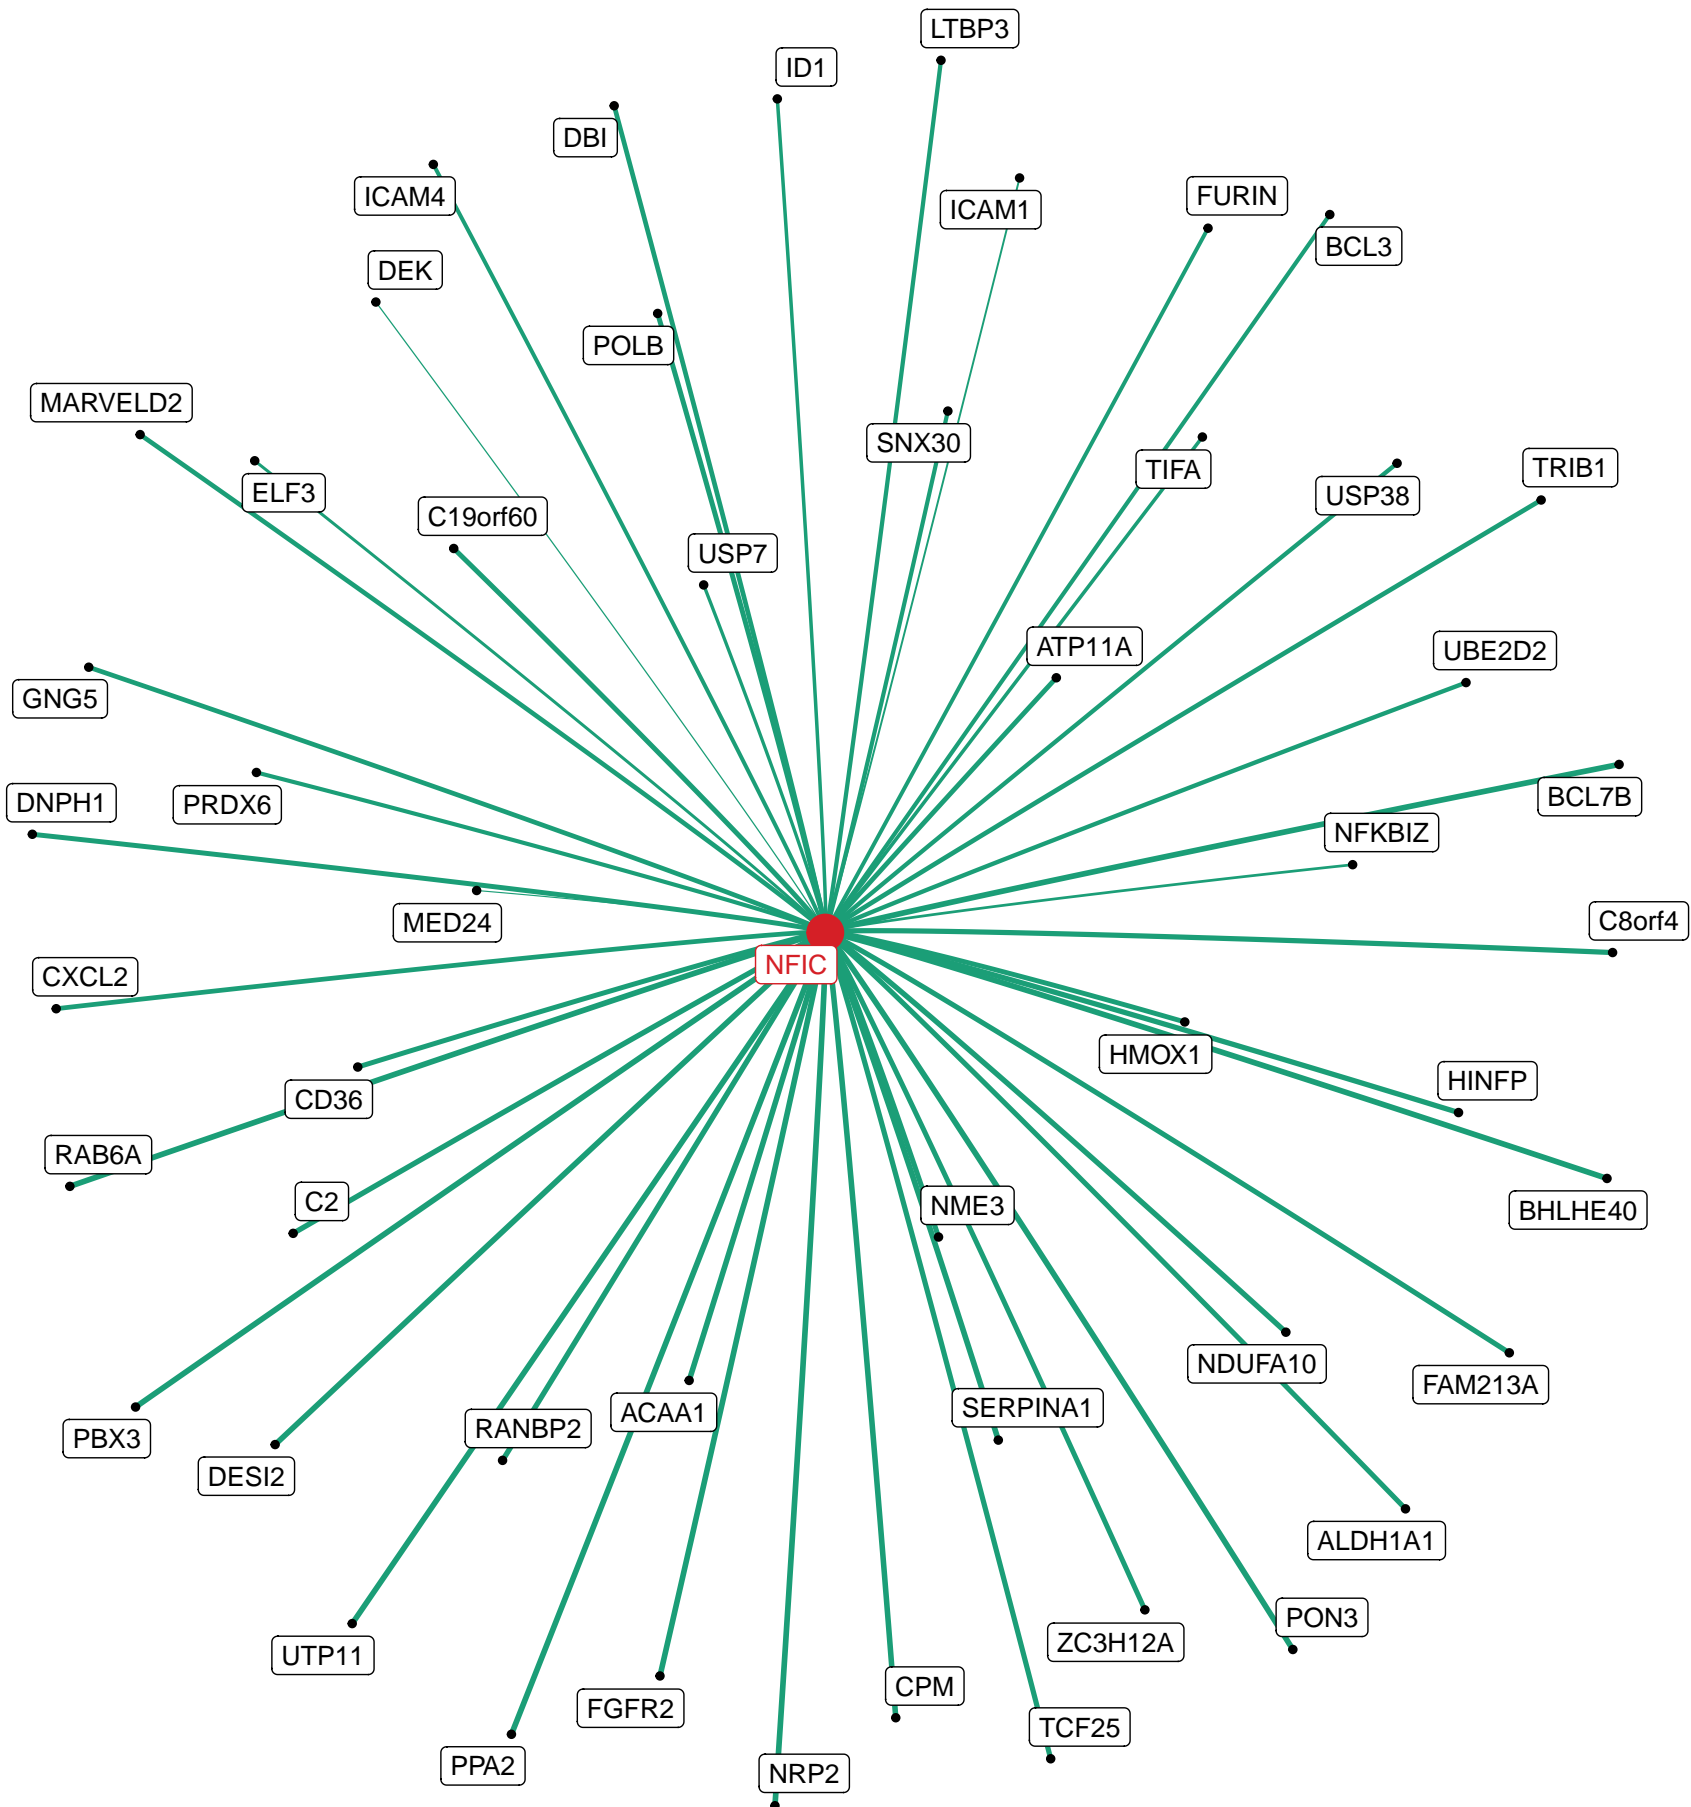 LTBP3
ID1
DBI
ICAM4
FURIN
ICAM1
BCL3
DEK
POLB
MARVELD2
SNX30
TIFA
TRIB1
ELF3
USP38
C19orf60
USP7
ATP11A
UBE2D2
GNG5
BCL7B
DNPH1
PRDX6
NFKBIZ
MED24
C8orf4
NFIC
CXCL2
HMOX1
HINFP
CD36
RAB6A
C2
NME3
BHLHE40
NDUFA10
FAM213A
SERPINA1
ACAA1
RANBP2
PBX3
DESI2
ALDH1A1
PON3
ZC3H12A
UTP11
CPM
FGFR2
TCF25
PPA2
NRP2